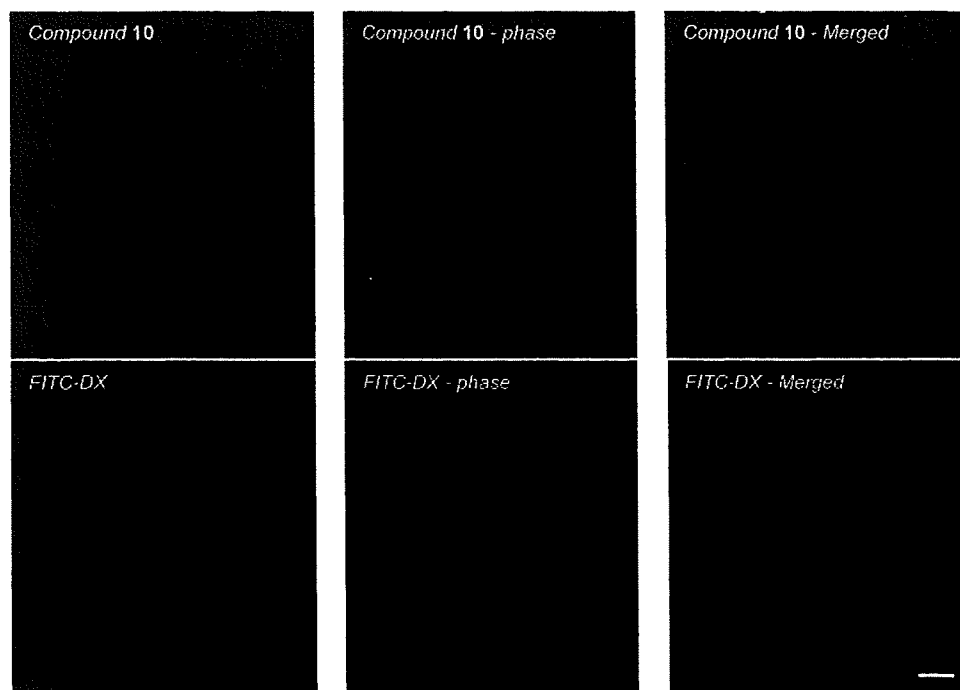 Compound 10
Compound 10 - phase
Compound 10 - Merged
FITC-DX
FITC-DX - phase
FITC-DX - Merged